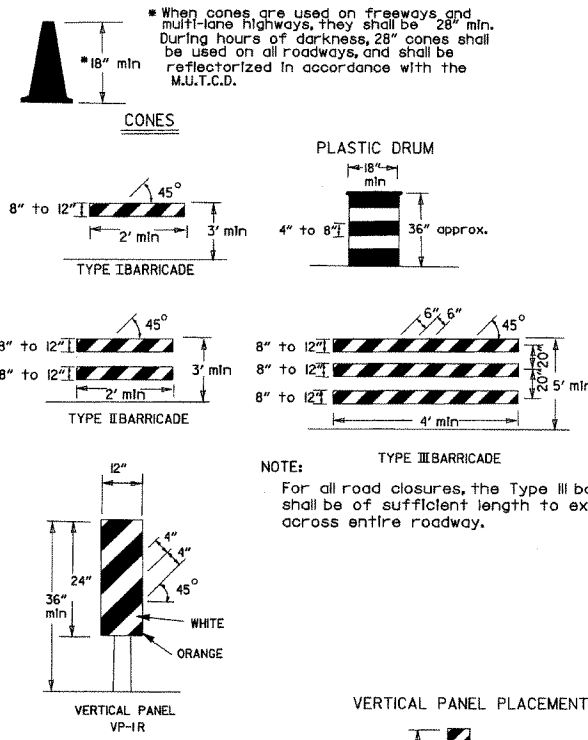 * When cones are used on freeways and
multi-lane highways, they shall be 28" min.
During hours of darkness, 28" cones shall
be used on all roadways, and shall be
reflectorized in accordance with the
M.U.T.C.D.
* 18" min
CONES
PLASTIC DRUM
18"
min
4" to 8"
36" approx.
45°
8" to 12"
2' min
3' min
TYPE I BARRICADE
45°
8" to 12"
8" to 12"
2' min
3' min
TYPE II BARRICADE
6" 6"
45°
8" to 12"
8" to 12"
8" to 12"
20"
20"
5' min
4' min
TYPE III BARRICADE
NOTE:
For all road closures, the Type III
shall be of sufficient length to
across entire roadway.
12"
4"
4"
45°
24"
36"
min
WHITE
ORANGE
VERTICAL PANEL
VP-1R
VERTICAL PANEL PLACEMENT